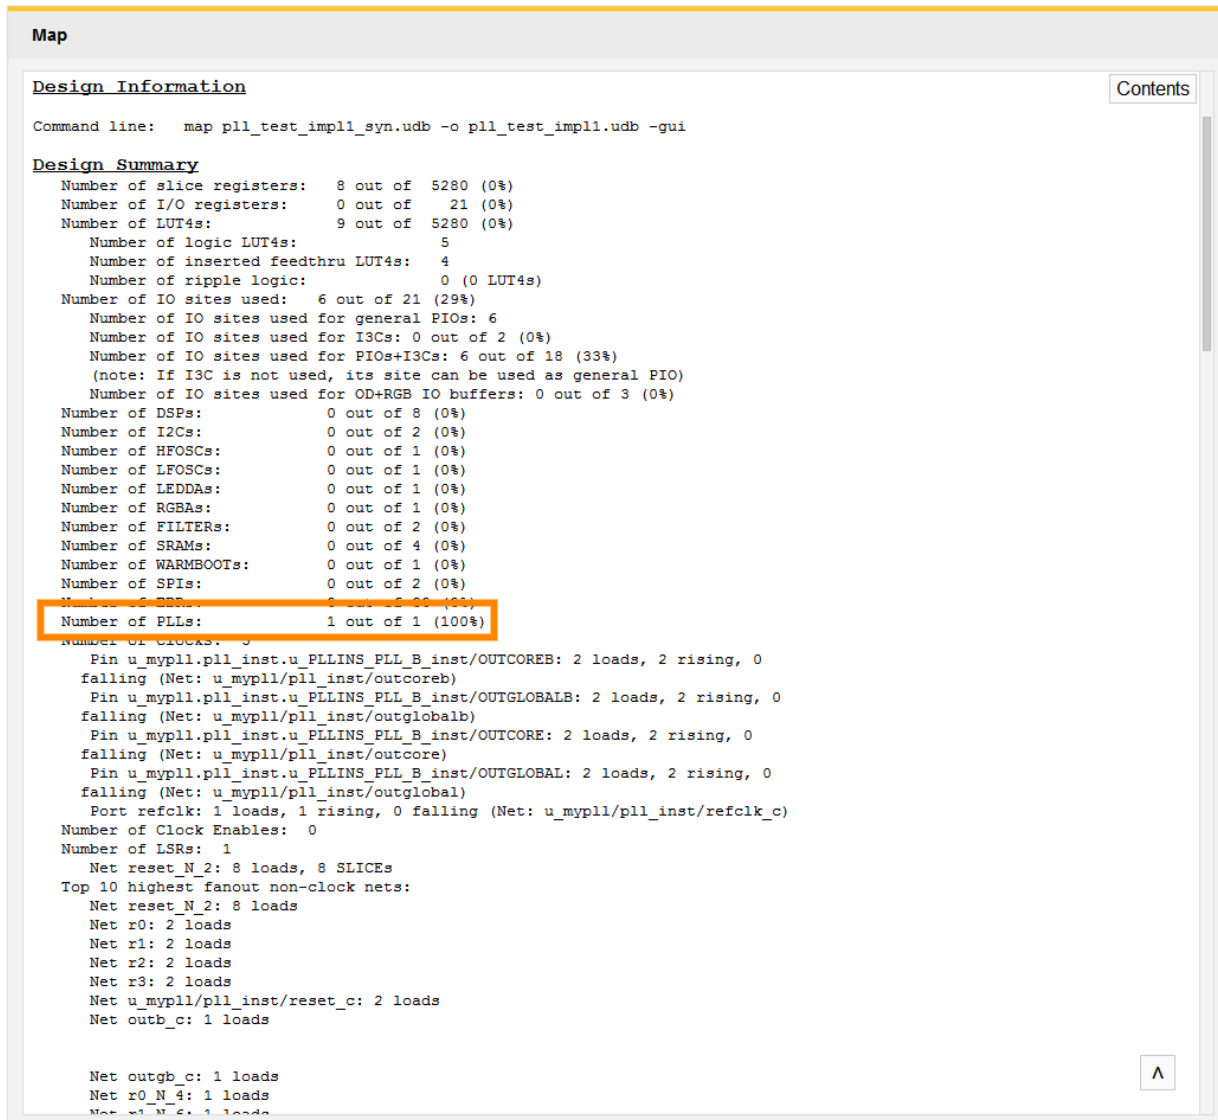 Map
Design Information
Contents
Command line:   map pll_test_impl1_syn.udb -o pll_test_impl1.udb -gui
Design Summary
Number of slice registers:   8 out of  5280 (0%)
Number of I/O registers:     0 out of    21 (0%)
Number of LUT4s:             9 out of  5280 (0%)
Number of logic LUT4s:               5
Number of inserted feedthru LUT4s:   4
Number of ripple logic:              0 (0 LUT4s)
Number of IO sites used:   6 out of 21 (29%)
Number of IO sites used for general PIOs: 6
Number of IO sites used for I3Cs: 0 out of 2 (0%)
Number of IO sites used for PIOs+I3Cs: 6 out of 18 (33%)
(note: If I3C is not used, its site can be used as general PIO)
Number of IO sites used for OD+RGB IO buffers: 0 out of 3 (0%)
Number of DSPs:             0 out of 8 (0%)
Number of I2Cs:             0 out of 2 (0%)
Number of HFOSCs:           0 out of 1 (0%)
Number of LFOSCs:           0 out of 1 (0%)
Number of LEDDAs:           0 out of 1 (0%)
Number of RGBAs:            0 out of 1 (0%)
Number of FILTERs:          0 out of 2 (0%)
Number of SRAMs:            0 out of 4 (0%)
Number of WARMBOOTs:        0 out of 1 (0%)
Number of SPIs:             0 out of 2 (0%)
Number of
Number of PLLs:             1 out of 1 (100%)
Number of Clocks:
Pin u_mypll.pll_inst.u_PLLINS_PLL_B_inst/OUTCOREB: 2 loads, 2 rising, 0
falling (Net: u_mypll/pll_inst/outcoreb)
Pin u_mypll.pll_inst.u_PLLINS_PLL_B_inst/OUTGLOBALB: 2 loads, 2 rising, 0
falling (Net: u_mypll/pll_inst/outglobalb)
Pin u_mypll.pll_inst.u_PLLINS_PLL_B_inst/OUTCORE: 2 loads, 2 rising, 0
falling (Net: u_mypll/pll_inst/outcore)
Pin u_mypll.pll_inst.u_PLLINS_PLL_B_inst/OUTGLOBAL: 2 loads, 2 rising, 0
falling (Net: u_mypll/pll_inst/outglobal)
Port refclk: 1 loads, 1 rising, 0 falling (Net: u_mypll/pll_inst/refclk_c)
Number of Clock Enables:  0
Number of LSRs:  1
Net reset_N_2: 8 loads, 8 SLICEs
Top 10 highest fanout non-clock nets:
Net reset_N_2: 8 loads
Net r0: 2 loads
Net r1: 2 loads
Net r2: 2 loads
Net r3: 2 loads
Net u_mypll/pll_inst/reset_c: 2 loads
Net outb_c: 1 loads
Net outgb_c: 1 loads
Net r0_N_4: 1 loads
Net r1_N_6: 1 loads